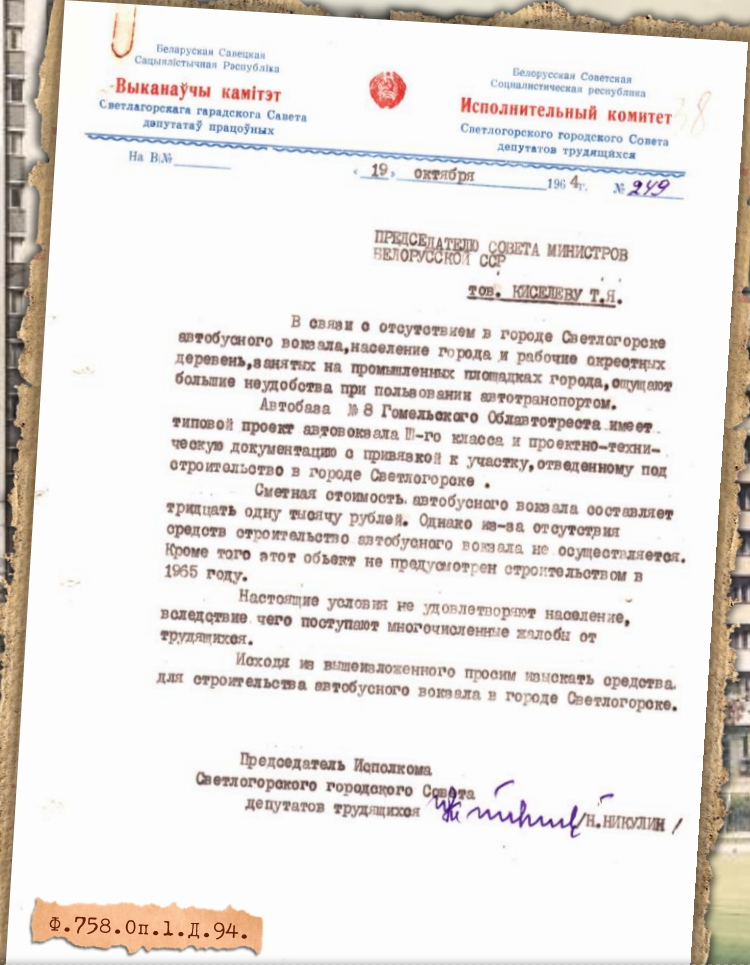 Беларуская Савецкая
Сацыялістычная Рэспубліка
Выканаўчы камітэт
Светлагорскага гарадскога Савета
дэпутатаў працоўных
Белорусская Советская
Социалистическая республика
Исполнительный комитет
Светлогорского городского Совета
депутатов трудящихся
38
На В.№
« 19 » октября 1964 г. № 249
ПРЕДСЕДАТЕЛЮ СОВЕТА МИНИСТРОВ
БЕЛОРУССКОЙ ССР
тов. КИСЕЛЕВУ Т.Я.
В связи с отсутствием в городе Светлогорске
автобусного вокзала,население города и рабочие окрестных
деревень,занятых на промышленных площадках города,ощущают
большие неудобства при пользовании автотранспортом.
Автобаза №8 Гомельского Облавтотреста имеет
типовой проект автовокзала Ш-го класса и проектно-техни-
ческую документацию с привязкой к участку,отведенному под
строительство в городе Светлогорске .
Сметная стоимость автобусного вокзала составляет
тридцать одну тысячу рублей. Однако из-за отсутствия
средств строительство автобусного вокзала не осуществляется.
Кроме того этот объект не предусмотрен строительством в
1965 году.
Настоящие условия не удовлетворяют население,
вследствие чего поступают многочисленные жалобы от
трудящихся.
Исходя из вышеизложенного просим изыскать средства
для строительства автобусного вокзала в городе Светлогорске.
Председатель Исполкома
Светлогорского городского Совета
депутатов трудящихся /Н.НИКУЛИН/
Ф.758.Оп.1.Д.94.